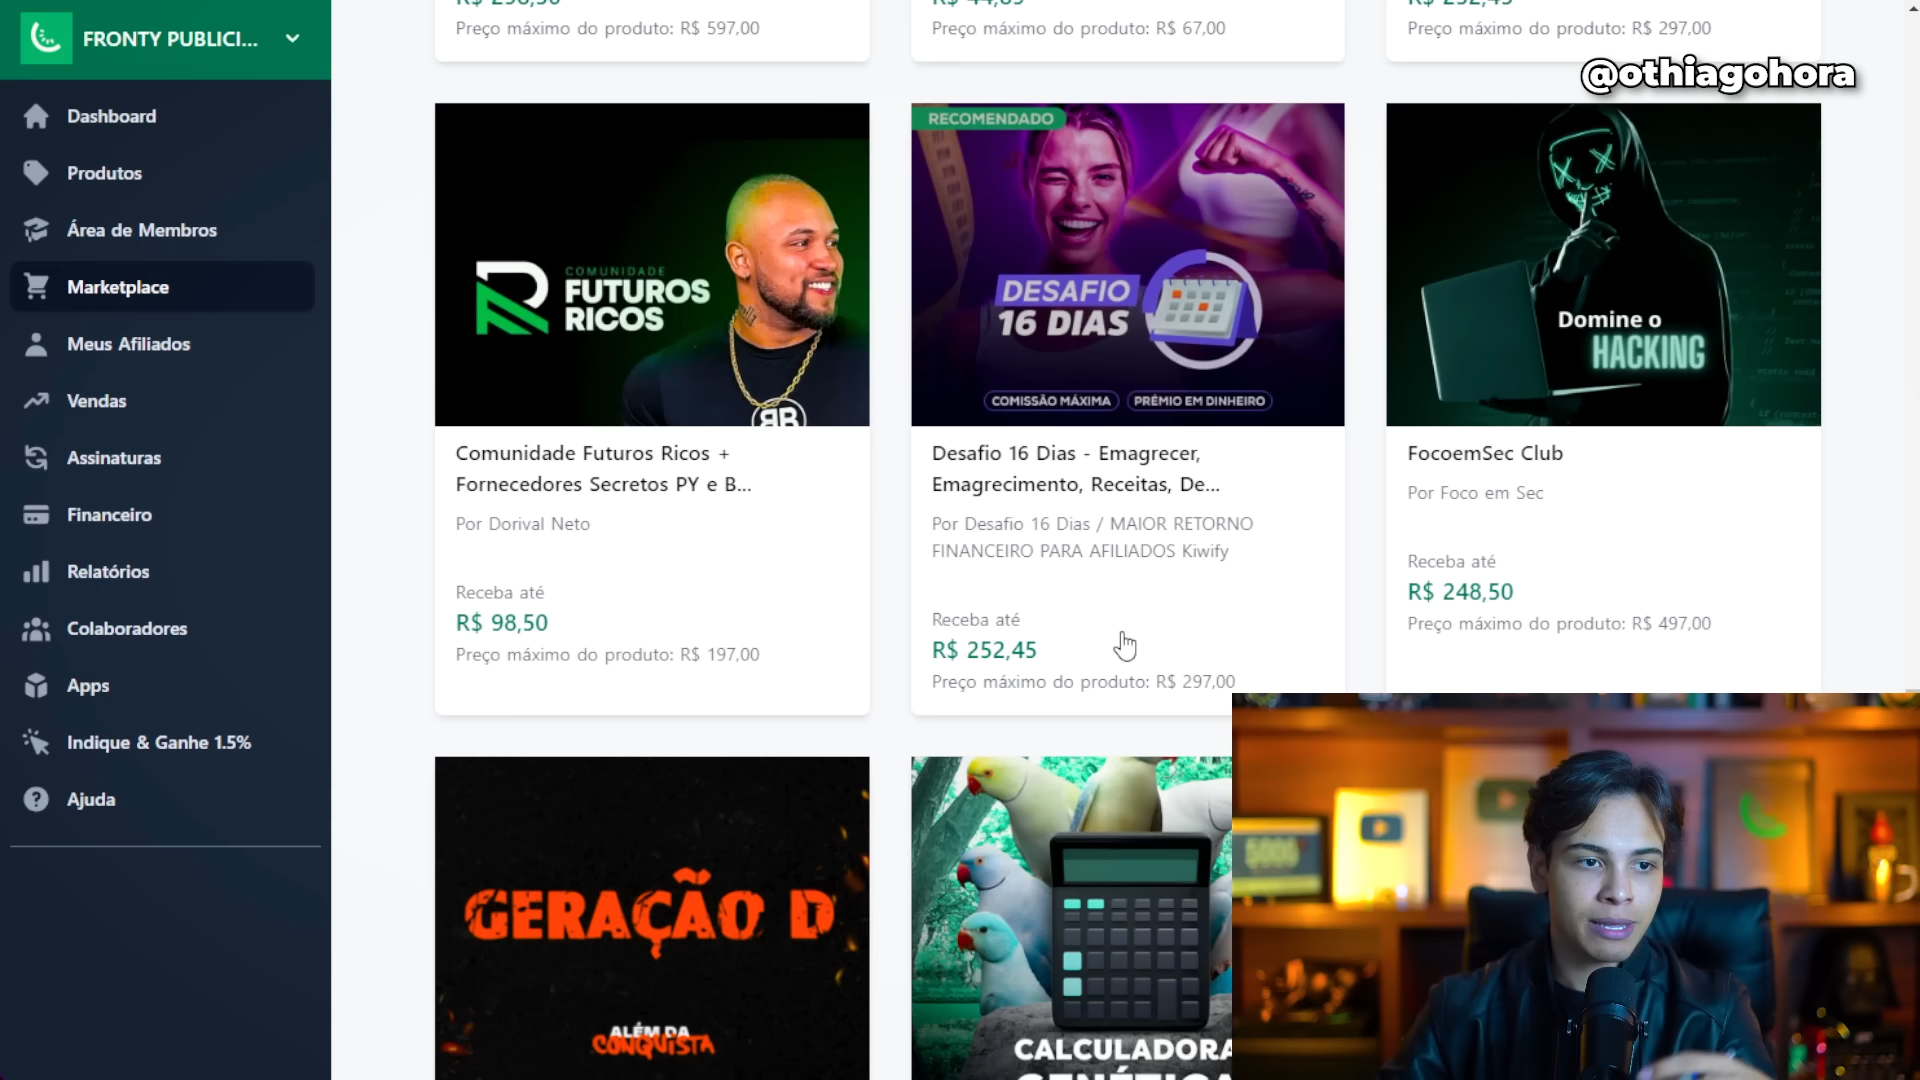 FRONTY PUBLICI...
Dashboard
Produtos
Área de Membros
Marketplace
Meus Afiliados
Vendas
Assinaturas
Financeiro
Relatórios
Colaboradores
Apps
Indique & Ganhe 1.5%
Ajuda
Preço máximo do produto: R$ 597,00
Preço máximo do produto: R$ 67,00
Preço máximo do produto: R$ 297,00
@othiagohora
COMUNIDADE
FUTUROS
RICOS
Comunidade Futuros Ricos +
Fornecedores Secretos PY e B...
Por Dorival Neto
Receba até
R$ 98,50
Preço máximo do produto: R$ 197,00
RECOMENDADO
DESAFIO
16 DIAS
COMISSÃO MÁXIMA
PRÊMIO EM DINHEIRO
Desafio 16 Dias - Emagrecer,
Emagrecimento, Receitas, De...
Por Desafio 16 Dias / MAIOR RETORNO
FINANCEIRO PARA AFILIADOS Kiwify
Receba até
R$ 252,45
Preço máximo do produto: R$ 297,00
Domine o
HACKING
FocoemSec Club
Por Foco em Sec
Receba até
R$ 248,50
Preço máximo do produto: R$ 497,00
GERAÇÃO D
ALÉM DA
CONQUISTA
CALCULADORA